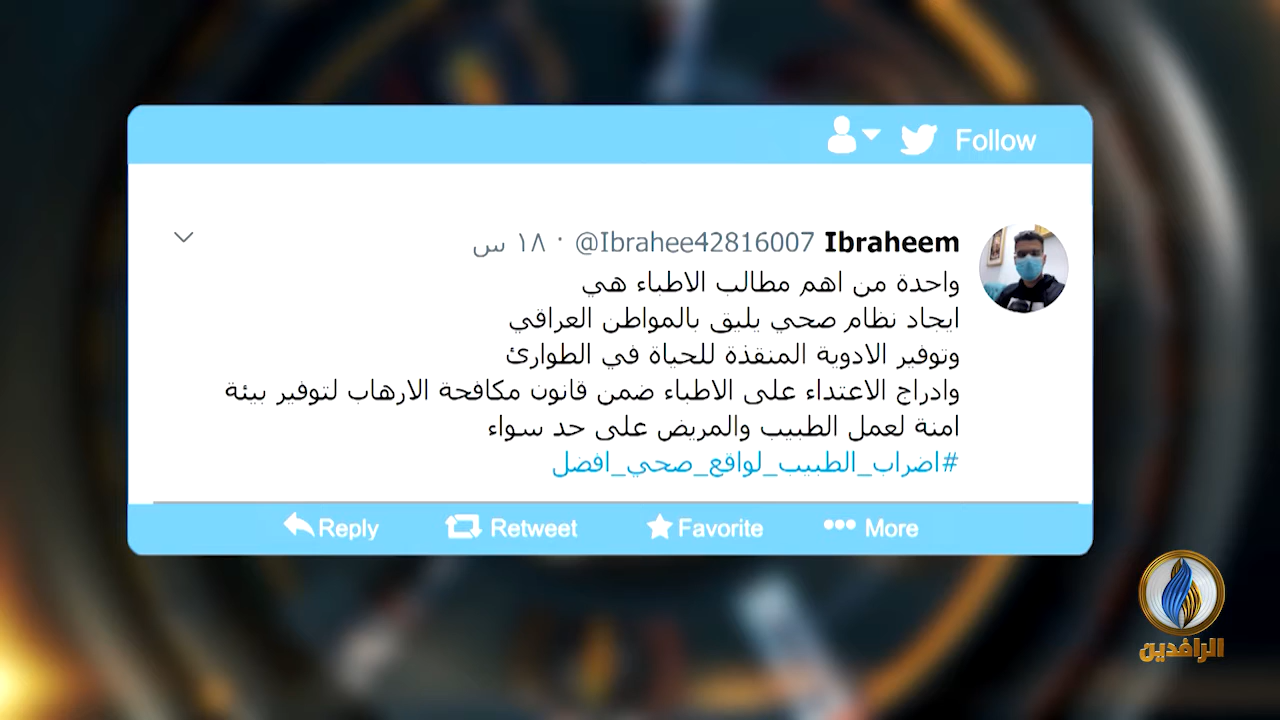 Follow
Ibraheem @Ibrahee42816007 · ١٨ س
واحدة من اهم مطالب الاطباء هي
ايجاد نظام صحي يليق بالمواطن العراقي
وتوفير الادوية المنقذة للحياة في الطوارئ
وادراج الاعتداء على الاطباء ضمن قانون مكافحة الارهاب لتوفير بيئة
امنة لعمل الطبيب والمريض على حد سواء
#اضراب_الطبيب_لواقع_صحي_افضل
Reply Retweet Favorite More
الرافدين